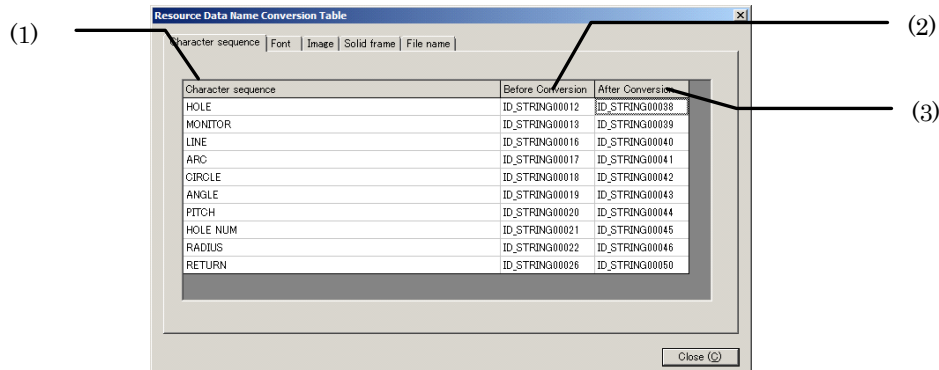 Resource Data Name Conversion Table
(1)
(2)
Character sequence Font Image Solid frame File name
Character sequence Before Conversion After Conversion
(3)
HOLE ID_STRING00012 ID_STRING00038
MONITOR ID_STRING00013 ID_STRING00039
LINE ID_STRING00016 ID_STRING00040
ARC ID_STRING00017 ID_STRING00041
CIRCLE ID_STRING00018 ID_STRING00042
ANGLE ID_STRING00019 ID_STRING00043
PITCH ID_STRING00020 ID_STRING00044
HOLE NUM ID_STRING00021 ID_STRING00045
RADIUS ID_STRING00022 ID_STRING00046
RETURN ID_STRING00026 ID_STRING00050
Close (C)